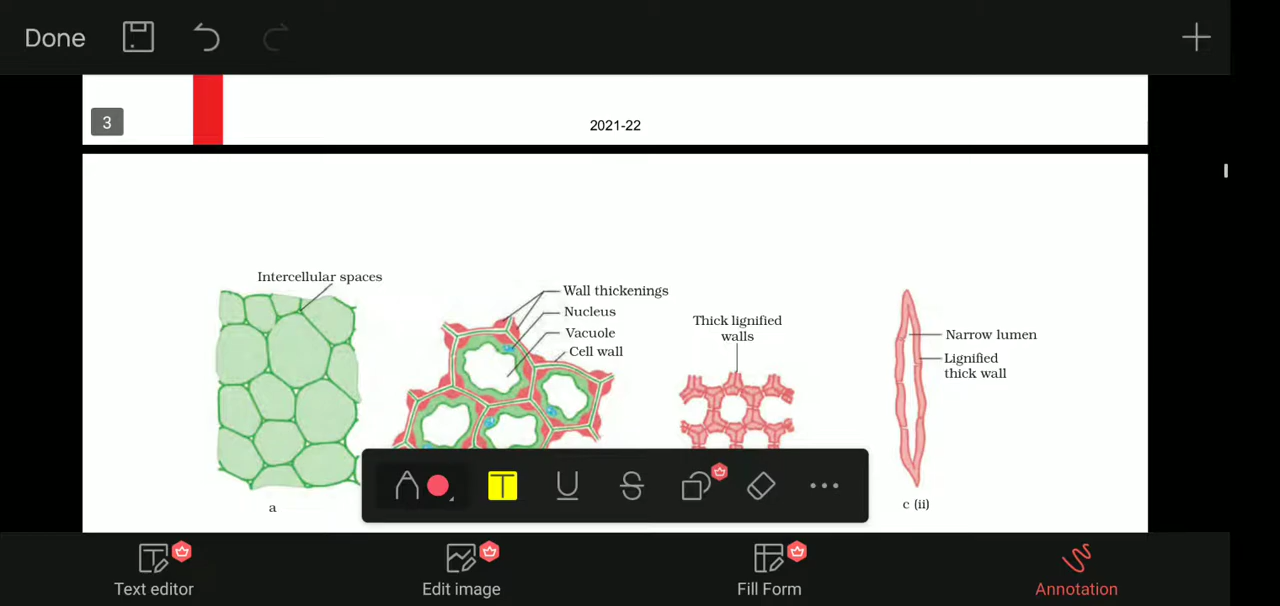 Done
3
2021-22
Intercellular spaces
Wall thickenings
Nucleus
Vacuole
Cell wall
Thick lignified
walls
Narrow lumen
Lignified
thick wall
a
c (ii)
T
U
S
Text editor
Edit image
Fill Form
Annotation